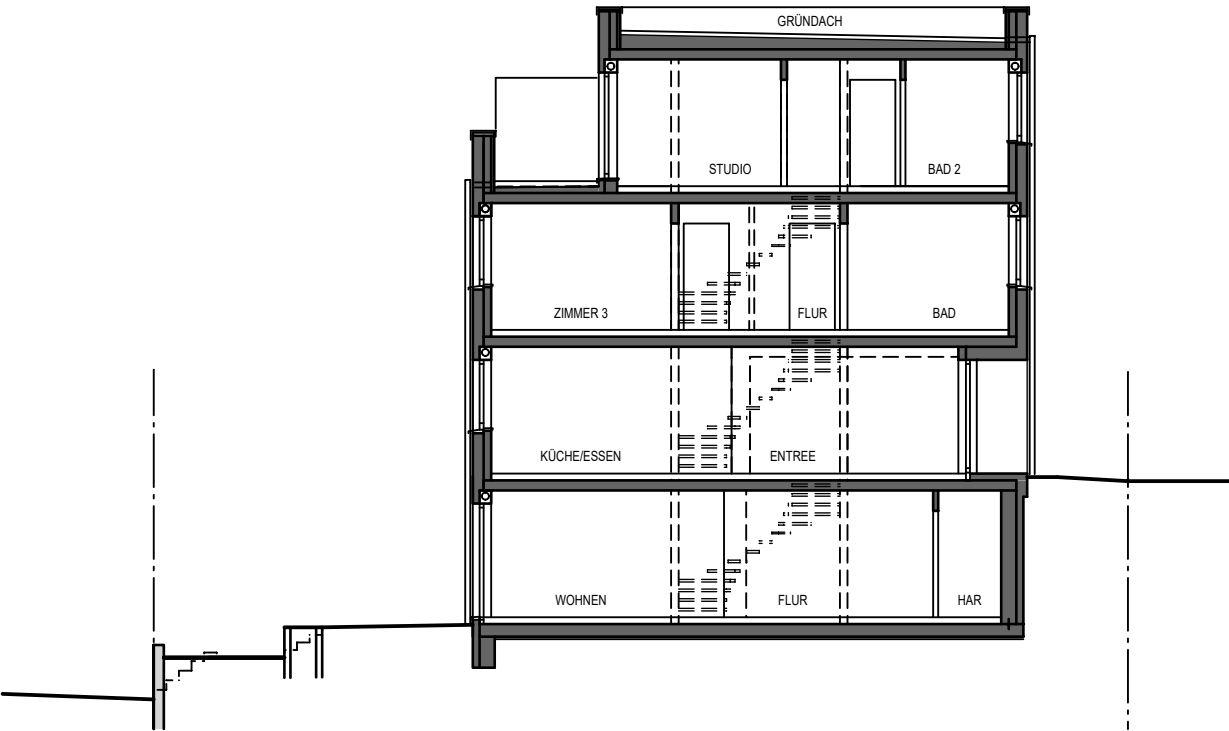 GRÜNDACH
STUDIO
BAD 2
ZIMMER 3
FLUR
BAD
KÜCHE/ESSEN
ENTREE
WOHNEN
FLUR
HAR